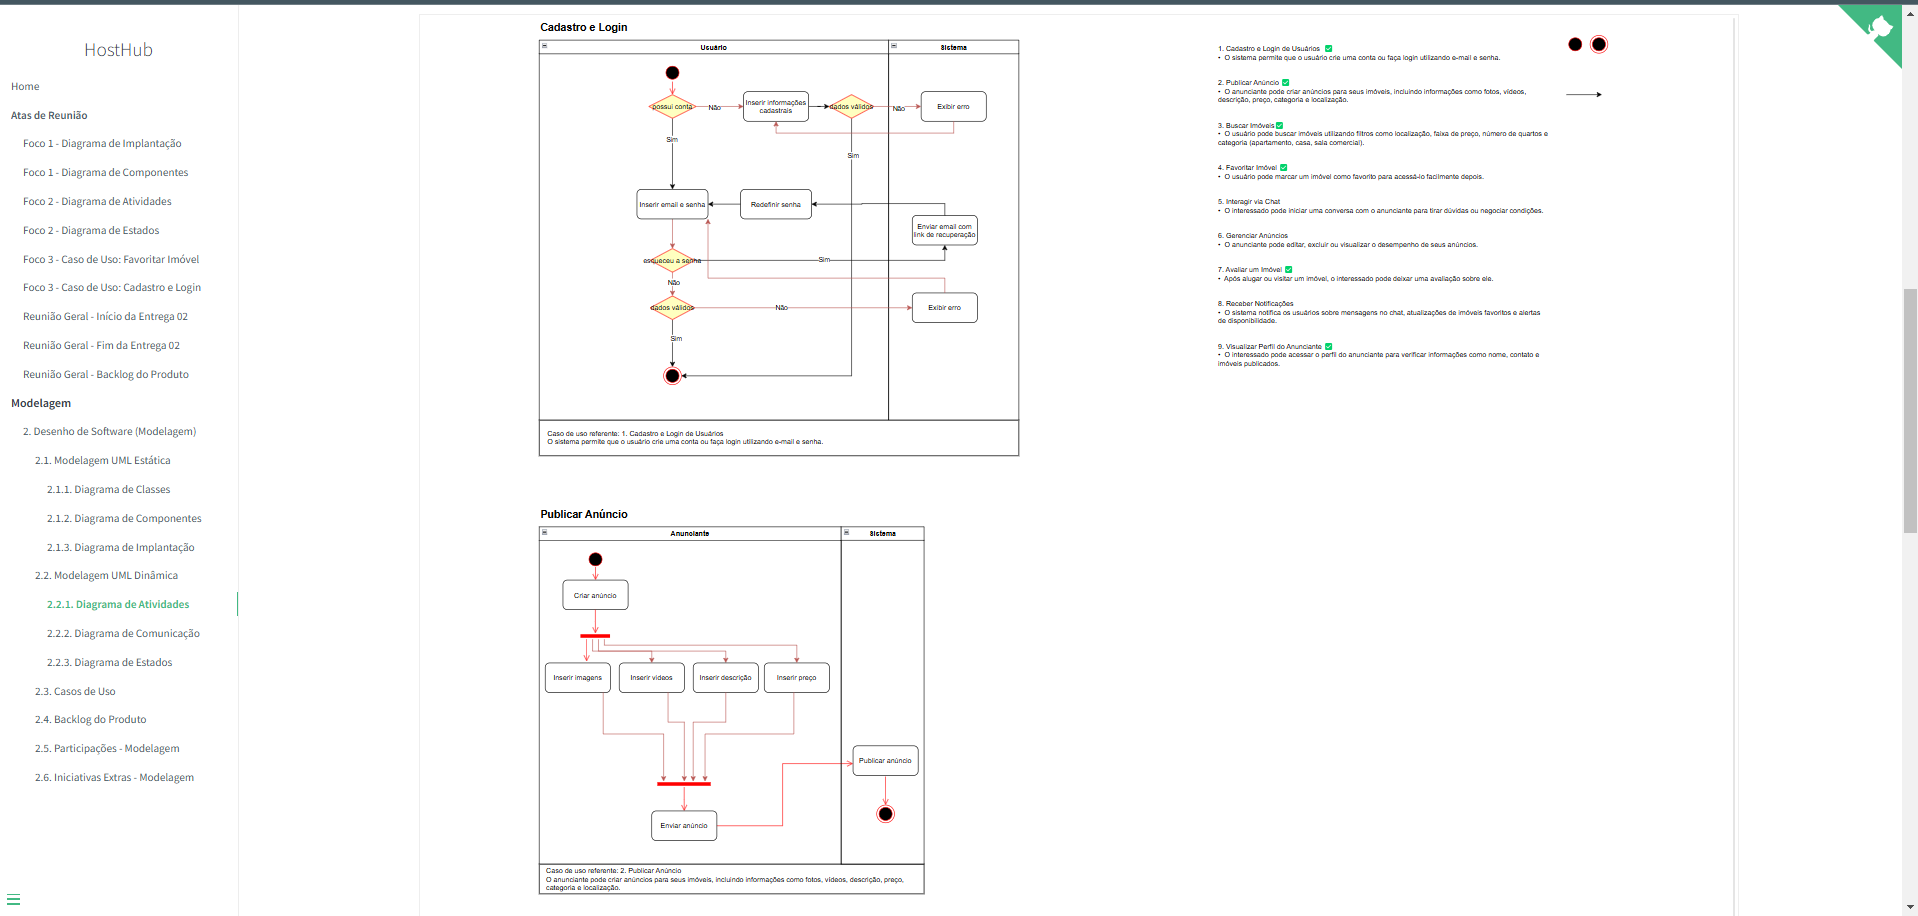 HostHub
Home
Atas de Reunião
Foco 1 - Diagrama de Implantação
Foco 1 - Diagrama de Componentes
Foco 2 - Diagrama de Atividades
Foco 2 - Diagrama de Estados
Foco 3 - Caso de Uso: Favoritar Imóvel
Foco 3 - Caso de Uso: Cadastro e Login
Reunião Geral - Início da Entrega 02
Reunião Geral - Fim da Entrega 02
Reunião Geral - Backlog do Produto
Modelagem
2. Desenho de Software (Modelagem)
2.1. Modelagem UML Estática
2.1.1. Diagrama de Classes
2.1.2. Diagrama de Componentes
2.1.3. Diagrama de Implantação
2.2. Modelagem UML Dinâmica
2.2.1. Diagrama de Atividades
2.2.2. Diagrama de Comunicação
2.2.3. Diagrama de Estados
2.3. Casos de Uso
2.4. Backlog do Produto
2.5. Participações - Modelagem
2.6. Iniciativas Extras - Modelagem
Cadastro e Login
Usuário
Sistema
possui conta
Não
Inserir informações
cadastrais
dados válidos
Não
Exibir erro
Sim
Sim
Inserir email e senha
Redefinir senha
Enviar email com
link de recuperação
esqueceu a senha
Sim
Não
dados válidos
Não
Exibir erro
Sim
Caso de uso referente: 1. Cadastro e Login de Usuários
O sistema permite que o usuário crie uma conta ou faça login utilizando e-mail e senha.
Publicar Anúncio
Anunciante
Sistema
Criar anúncio
Inserir imagens
Inserir vídeos
Inserir descrição
Inserir preço
Publicar anúncio
Enviar anúncio
Caso de uso referente: 2. Publicar Anúncio
O anunciante pode criar anúncios para seus imóveis, incluindo informações como fotos, vídeos, descrição, preço,
categoria e localização.
1. Cadastro e Login de Usuários ✅
• O sistema permite que o usuário crie uma conta ou faça login utilizando e-mail e senha.
2. Publicar Anúncio ✅
• O anunciante pode criar anúncios para seus imóveis, incluindo informações como fotos, vídeos,
descrição, preço, categoria e localização.
3. Buscar Imóveis ✅
• O usuário pode buscar imóveis utilizando filtros como localização, faixa de preço, número de quartos e
categoria (apartamento, casa, sala comercial).
4. Favoritar Imóvel ✅
• O usuário pode marcar um imóvel como favorito para acessá-lo facilmente depois.
5. Interagir via Chat
• O interessado pode iniciar uma conversa com o anunciante para tirar dúvidas ou negociar condições.
6. Gerenciar Anúncios
• O anunciante pode editar, excluir ou visualizar o desempenho de seus anúncios.
7. Avaliar um Imóvel ✅
• Após alugar ou visitar um imóvel, o interessado pode deixar uma avaliação sobre ele.
8. Receber Notificações
• O sistema notifica os usuários sobre mensagens no chat, atualizações de imóveis favoritos e alertas
de disponibilidade.
9. Visualizar Perfil do Anunciante ✅
• O interessado pode acessar o perfil do anunciante para verificar informações como nome, contato e
imóveis publicados.